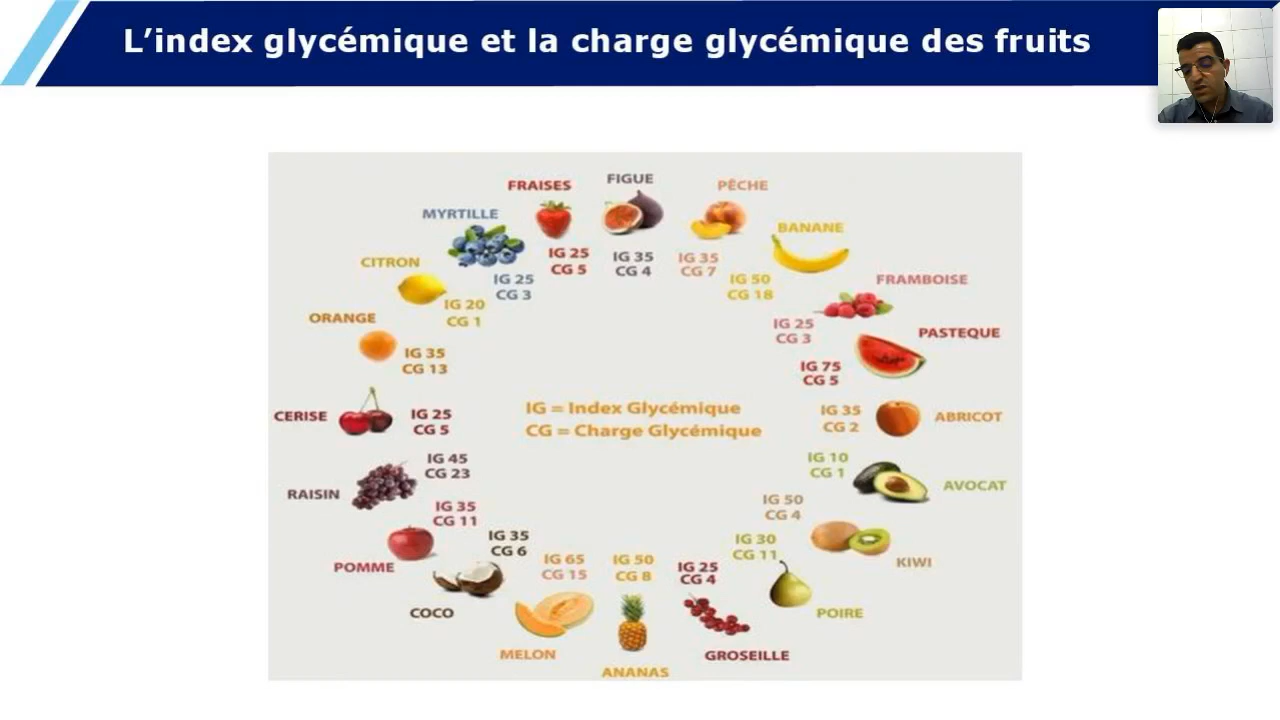 L’index glycémique et la charge glycémique des fruits
FRAISES
IG 25
CG 5
FIGUE
IG 35
CG 4
PÊCHE
IG 35
CG 7
BANANE
IG 50
CG 18
FRAMBOISE
IG 25
CG 3
PASTEQUE
IG 75
CG 5
ABRICOT
IG 35
CG 2
AVOCAT
IG 10
CG 1
KIWI
IG 50
CG 4
POIRE
IG 30
CG 11
GROSEILLE
IG 25
CG 4
ANANAS
IG 50
CG 8
MELON
IG 65
CG 15
COCO
IG 35
CG 6
POMME
IG 35
CG 11
RAISIN
IG 45
CG 23
CERISE
IG 25
CG 5
ORANGE
IG 35
CG 13
CITRON
IG 20
CG 1
MYRTILLE
IG 25
CG 3
IG = Index Glycémique
CG = Charge Glycémique